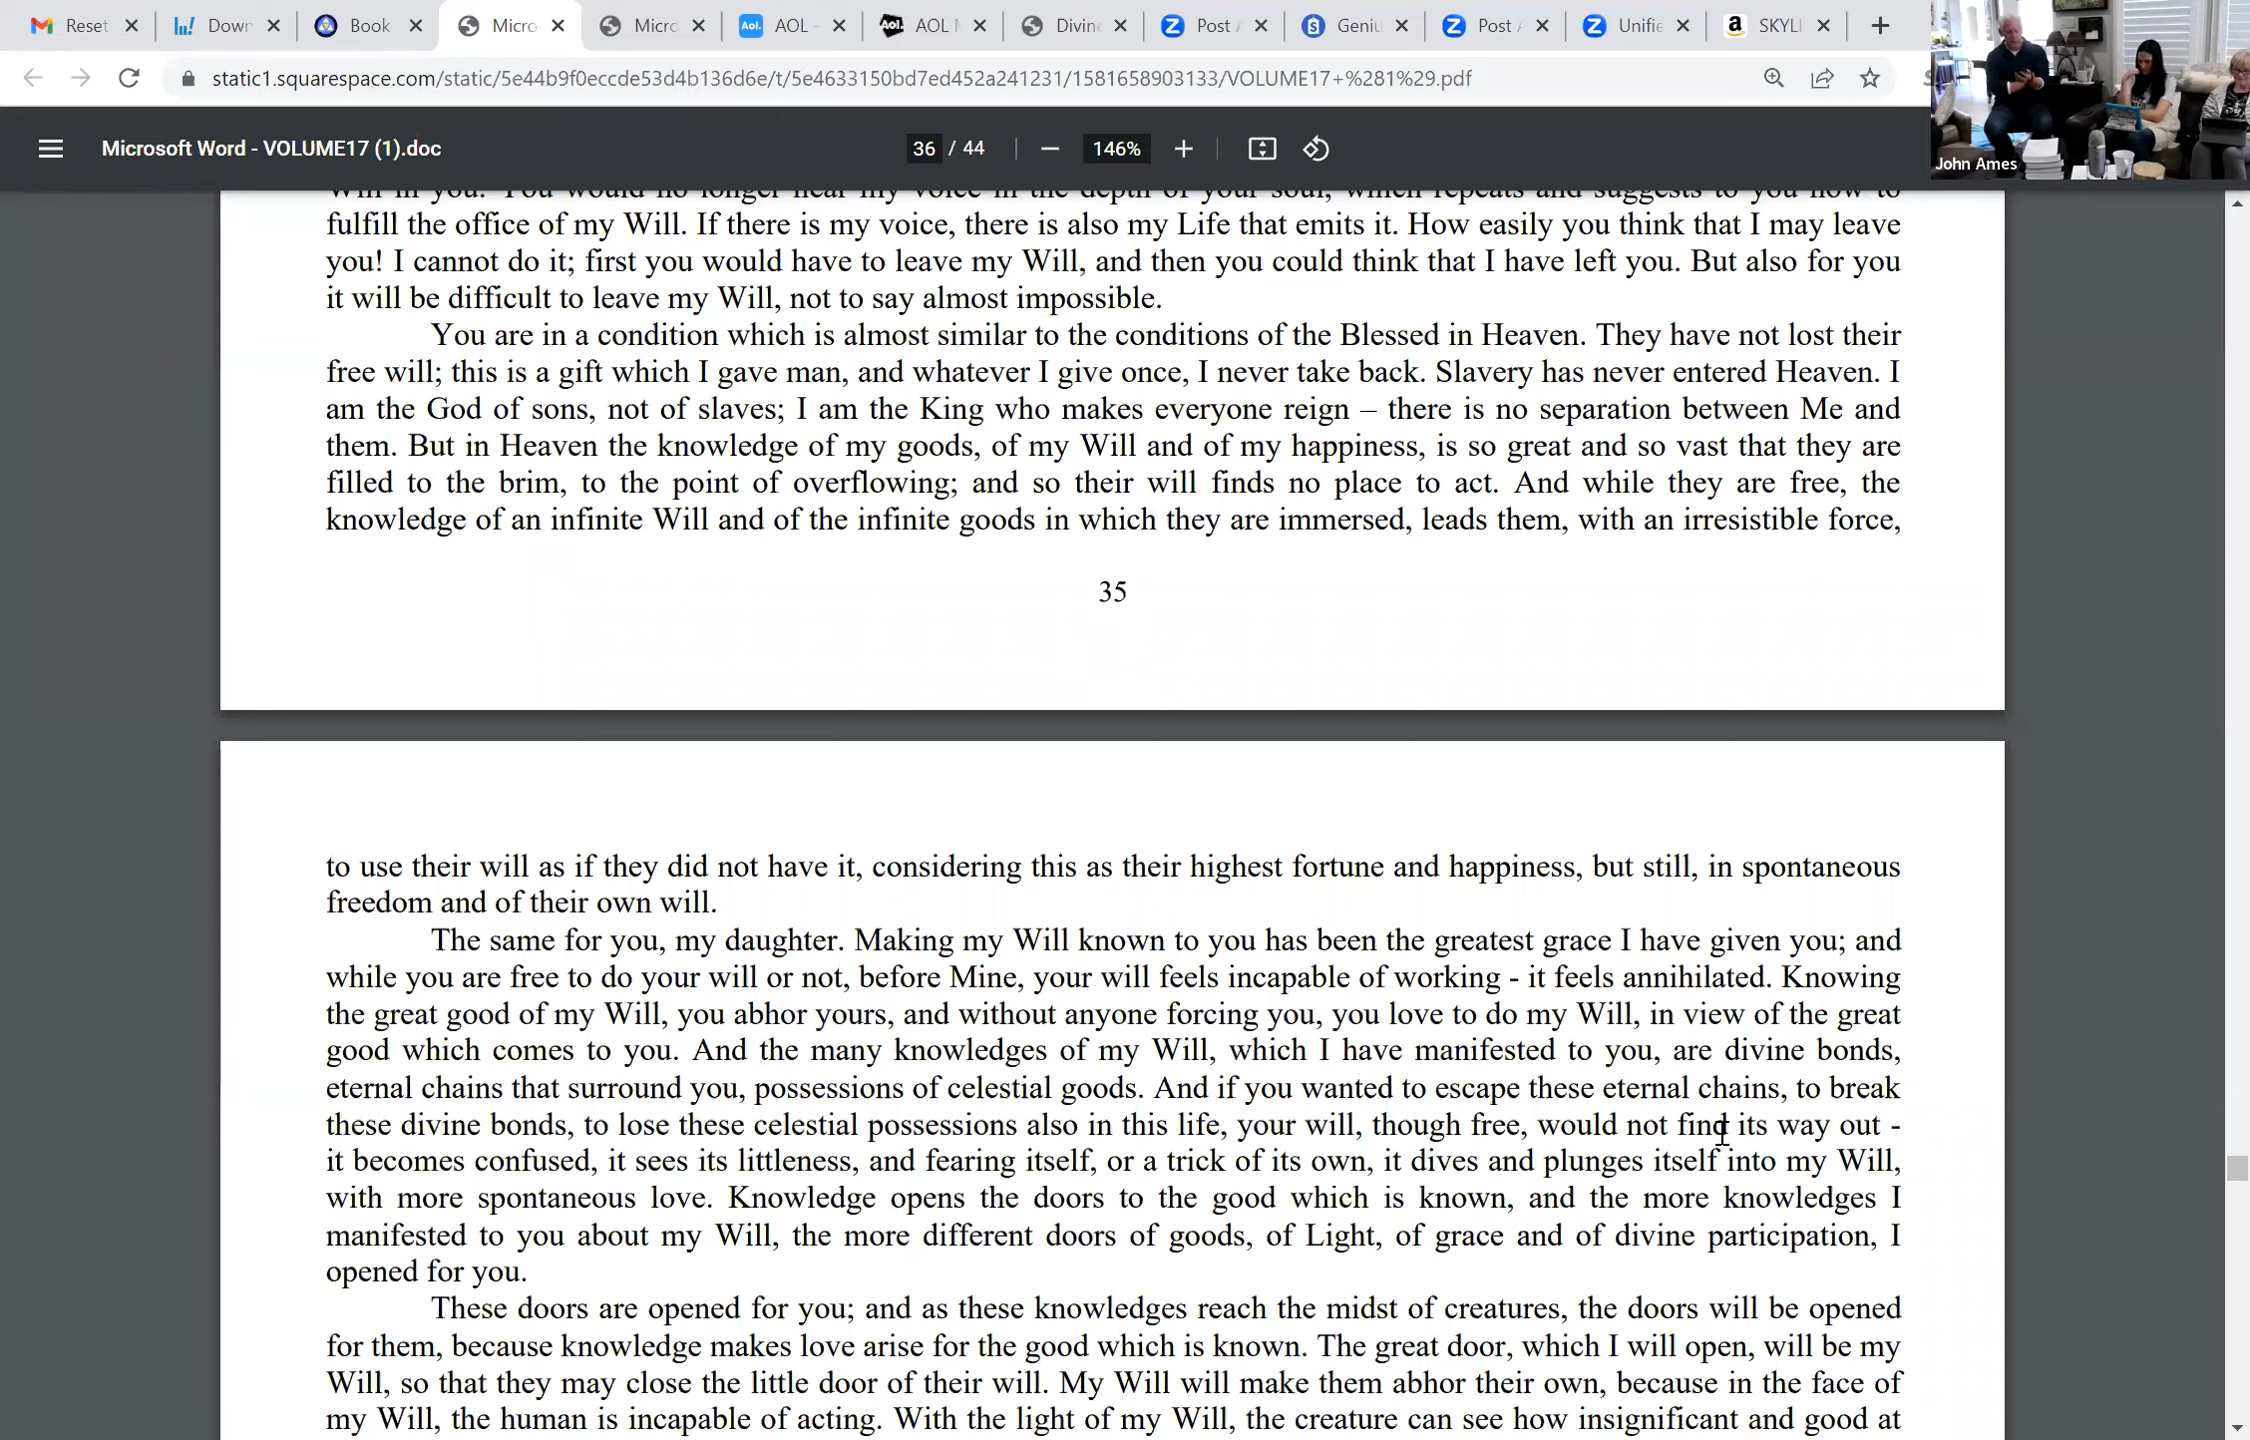 Reset
Down
Book
Micro
Micro
AOL -
AOL M
Divine
Post A
Geniu
Post A
Unifie
SKYLI
static1.squarespace.com/static/5e44b9f0eccde53d4b136d6e/t/5e4633150bd7ed452a241231/1581658903133/VOLUME17+%281%29.pdf
Microsoft Word - VOLUME17 (1).doc
36 / 44
146%
John Ames
Will in you. You would no longer hear my voice in the depth of your soul, which repeats and suggests to you how to
fulfill the office of my Will. If there is my voice, there is also my Life that emits it. How easily you think that I may leave
you! I cannot do it; first you would have to leave my Will, and then you could think that I have left you. But also for you
it will be difficult to leave my Will, not to say almost impossible.
You are in a condition which is almost similar to the conditions of the Blessed in Heaven. They have not lost their
free will; this is a gift which I gave man, and whatever I give once, I never take back. Slavery has never entered Heaven. I
am the God of sons, not of slaves; I am the King who makes everyone reign – there is no separation between Me and
them. But in Heaven the knowledge of my goods, of my Will and of my happiness, is so great and so vast that they are
filled to the brim, to the point of overflowing; and so their will finds no place to act. And while they are free, the
knowledge of an infinite Will and of the infinite goods in which they are immersed, leads them, with an irresistible force,
35
to use their will as if they did not have it, considering this as their highest fortune and happiness, but still, in spontaneous
freedom and of their own will.
The same for you, my daughter. Making my Will known to you has been the greatest grace I have given you; and
while you are free to do your will or not, before Mine, your will feels incapable of working - it feels annihilated. Knowing
the great good of my Will, you abhor yours, and without anyone forcing you, you love to do my Will, in view of the great
good which comes to you. And the many knowledges of my Will, which I have manifested to you, are divine bonds,
eternal chains that surround you, possessions of celestial goods. And if you wanted to escape these eternal chains, to break
these divine bonds, to lose these celestial possessions also in this life, your will, though free, would not find its way out -
it becomes confused, it sees its littleness, and fearing itself, or a trick of its own, it dives and plunges itself into my Will,
with more spontaneous love. Knowledge opens the doors to the good which is known, and the more knowledges I
manifested to you about my Will, the more different doors of goods, of Light, of grace and of divine participation, I
opened for you.
These doors are opened for you; and as these knowledges reach the midst of creatures, the doors will be opened
for them, because knowledge makes love arise for the good which is known. The great door, which I will open, will be my
Will, so that they may close the little door of their will. My Will will make them abhor their own, because in the face of
my Will, the human is incapable of acting. With the light of my Will, the creature can see how insignificant and good at